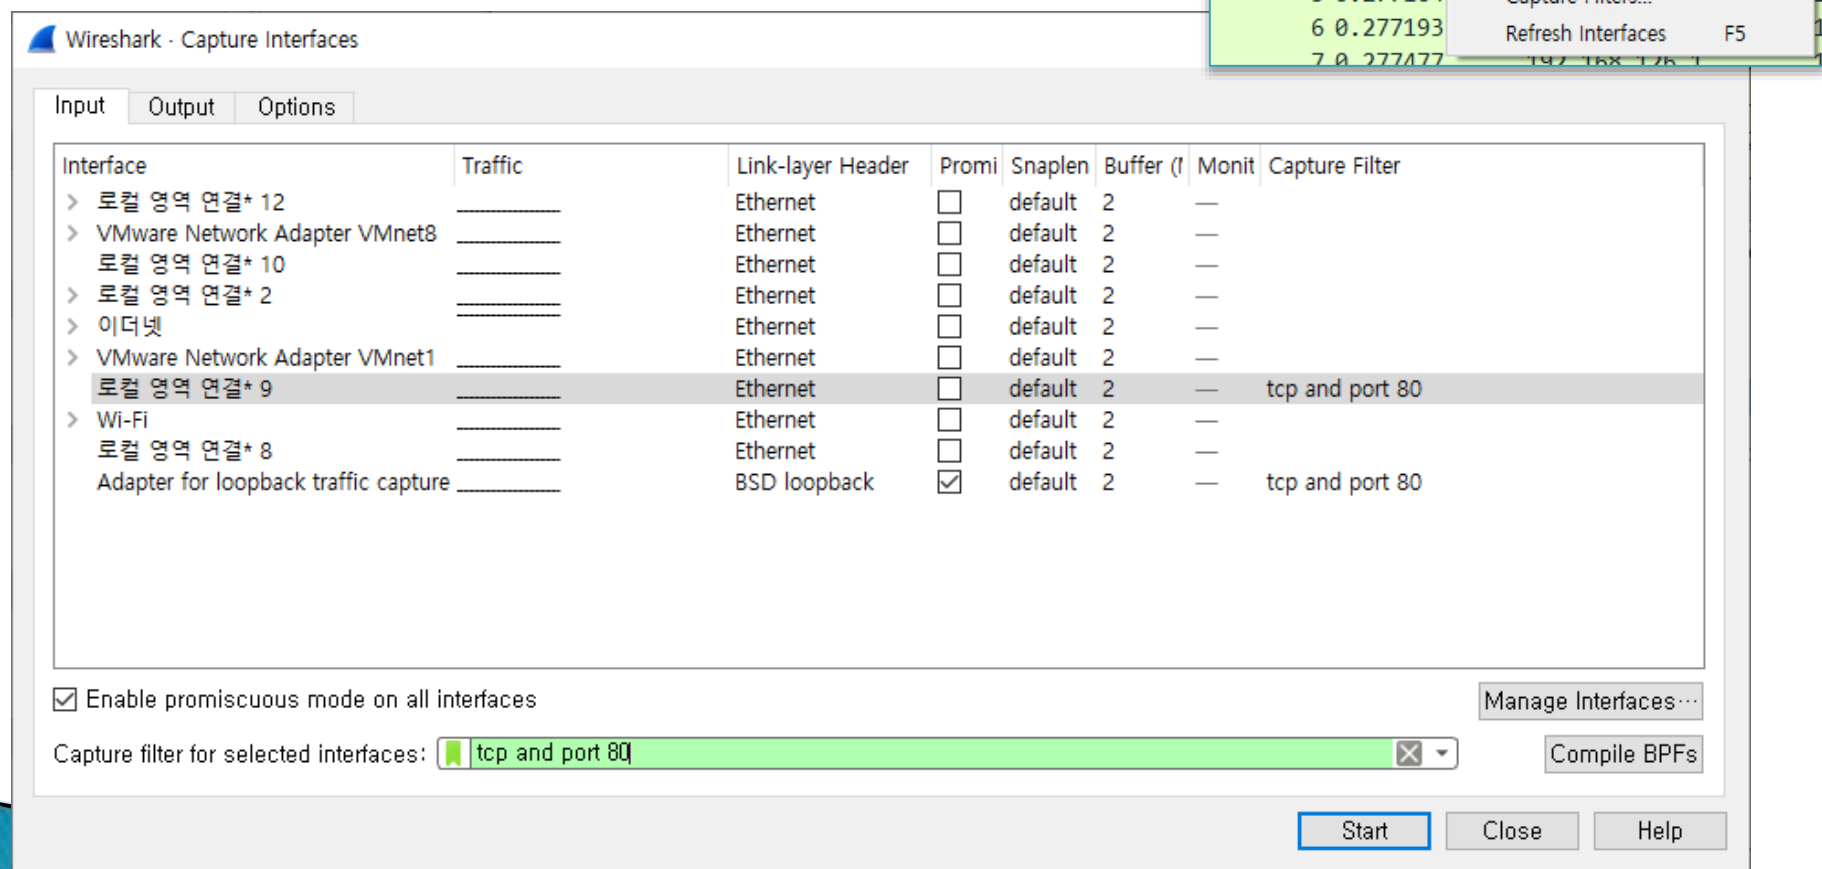 Wireshark · Capture Interfaces
6 0.277193
Refresh Interfaces F5
7 0.277477 192.168.126.1
Input Output Options
Interface Traffic Link-layer Header Promi Snaplen Buffer (M Monit Capture Filter
로컬 영역 연결* 12 Ethernet default 2 —
VMware Network Adapter VMnet8 Ethernet default 2 —
로컬 영역 연결* 10 Ethernet default 2 —
로컬 영역 연결* 2 Ethernet default 2 —
이더넷 Ethernet default 2 —
VMware Network Adapter VMnet1 Ethernet default 2 —
로컬 영역 연결* 9 Ethernet default 2 — tcp and port 80
Wi-Fi Ethernet default 2 —
로컬 영역 연결* 8 Ethernet default 2 —
Adapter for loopback traffic capture BSD loopback default 2 — tcp and port 80
Enable promiscuous mode on all interfaces
Manage Interfaces···
Capture filter for selected interfaces: tcp and port 80
Compile BPFs
Start Close Help